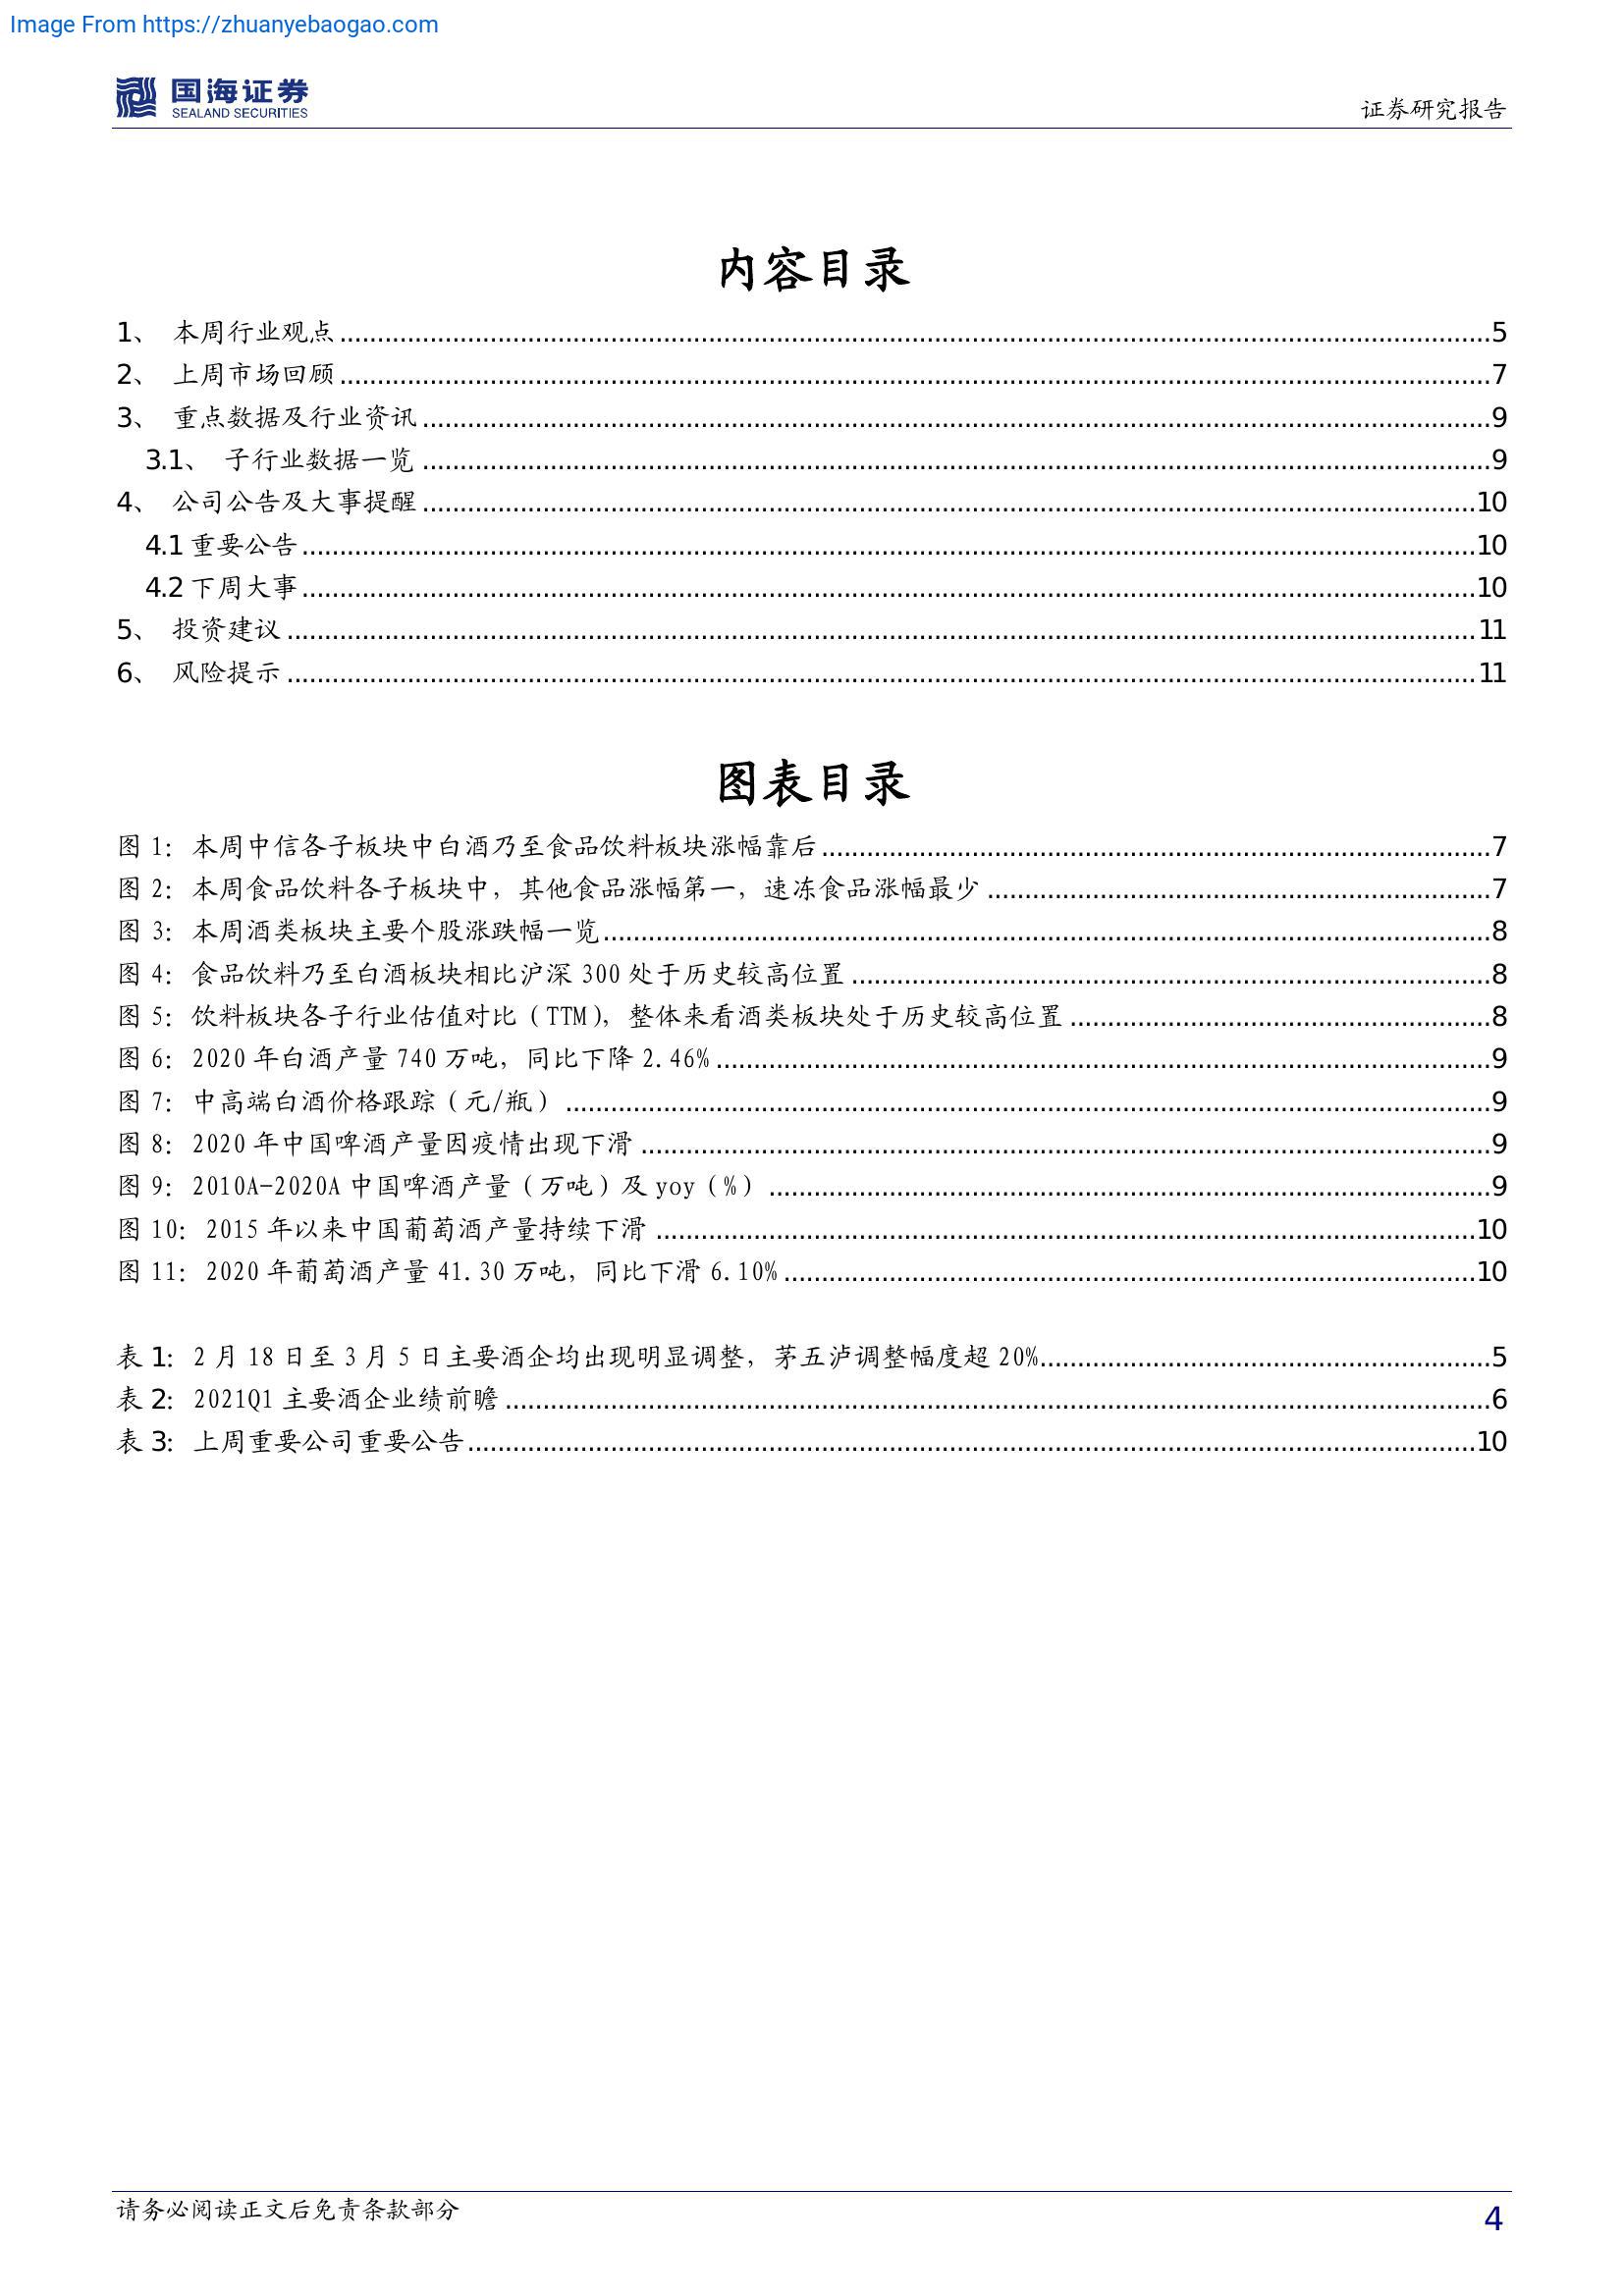 Image From https://zhuanyebaogao.com
国海证券
SEALAND SECURITIES
证券研究报告
内容目录
1、 本周行业观点........................................................................5
2、 上周市场回顾........................................................................7
3、 重点数据及行业资讯........................................................................9
3.1、 子行业数据一览........................................................................9
4、 公司公告及大事提醒........................................................................10
4.1 重要公告........................................................................10
4.2 下周大事........................................................................10
5、 投资建议........................................................................11
6、 风险提示........................................................................11
图表目录
图 1：本周中信各子板块中白酒乃至食品饮料板块涨幅靠后........................................................................7
图 2：本周食品饮料各子板块中，其他食品涨幅第一，速冻食品涨幅最少........................................................................7
图 3：本周酒类板块主要个股涨跌幅一览........................................................................8
图 4：食品饮料乃至白酒板块相比沪深 300 处于历史较高位置........................................................................8
图 5：饮料板块各子行业估值对比（TTM），整体来看酒类板块处于历史较高位置........................................................................8
图 6：2020 年白酒产量 740 万吨，同比下降 2.46%........................................................................9
图 7：中高端白酒价格跟踪（元/瓶）........................................................................9
图 8：2020 年中国啤酒产量因疫情出现下滑........................................................................9
图 9：2010A-2020A 中国啤酒产量（万吨）及 yoy（%）........................................................................9
图 10：2015 年以来中国葡萄酒产量持续下滑........................................................................10
图 11：2020 年葡萄酒产量 41.30 万吨，同比下滑 6.10%........................................................................10
表 1：2 月 18 日至 3 月 5 日主要酒企均出现明显调整，茅五泸调整幅度超 20%........................................................................5
表 2：2021Q1 主要酒企业绩前瞻........................................................................6
表 3：上周重要公司重要公告........................................................................10
请务必阅读正文后免责条款部分
4